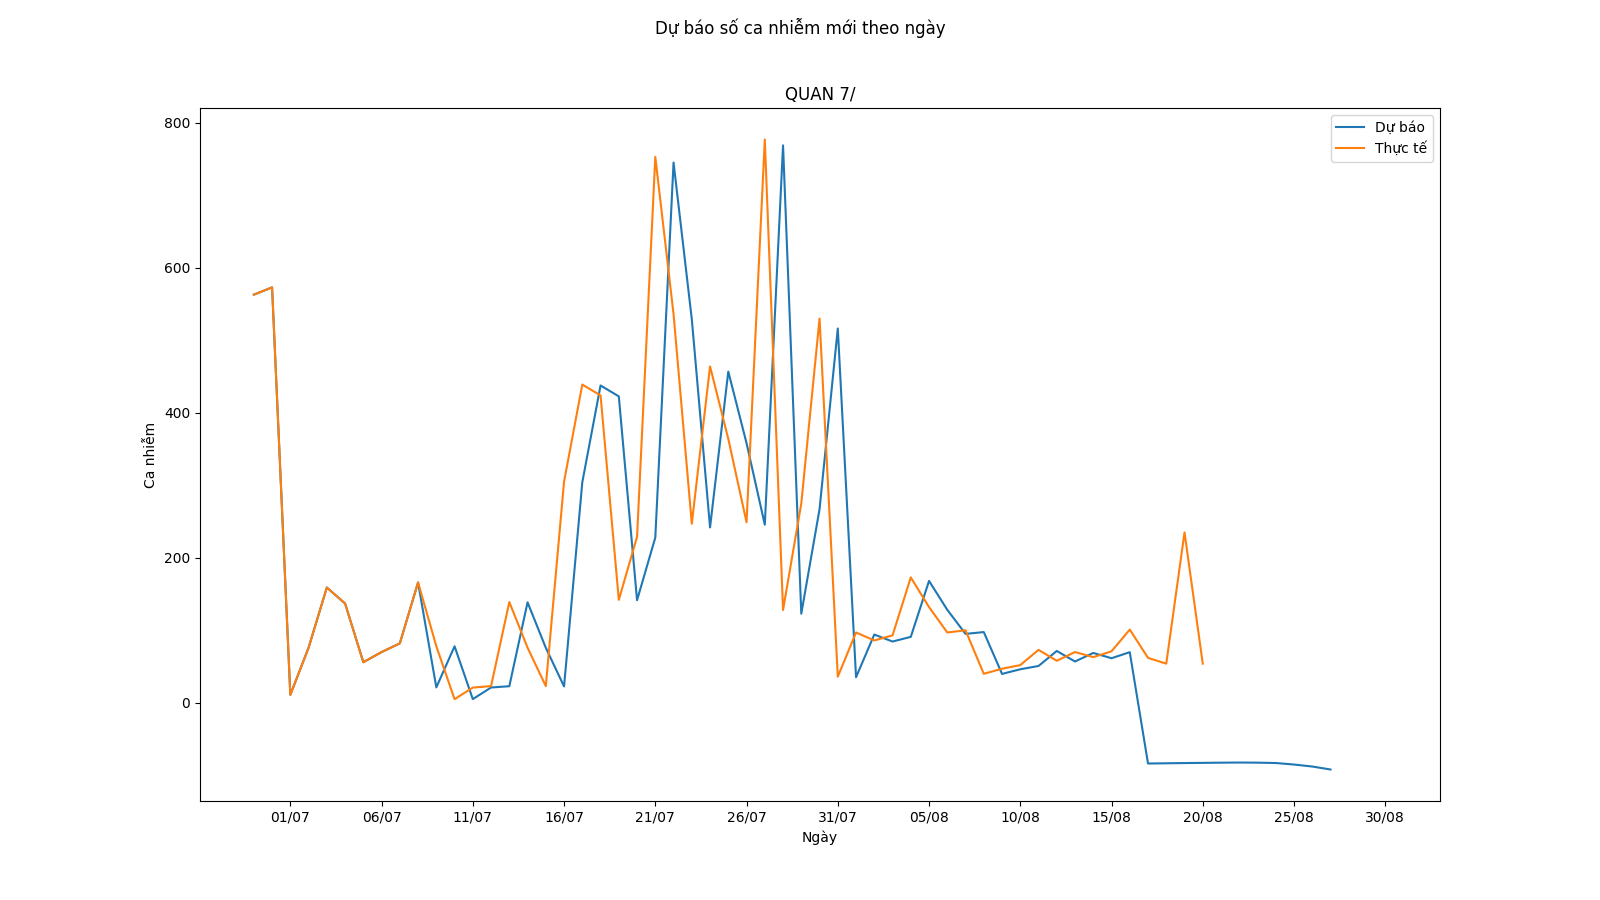 Dự báo số ca nhiễm mới theo ngày
QUAN 7/
Dự báo
Thực tế
800
600
400
200
0
Ca nhiễm
01/07 06/07 11/07 16/07 21/07 26/07 31/07 05/08 10/08 15/08 20/08 25/08 30/08
Ngày